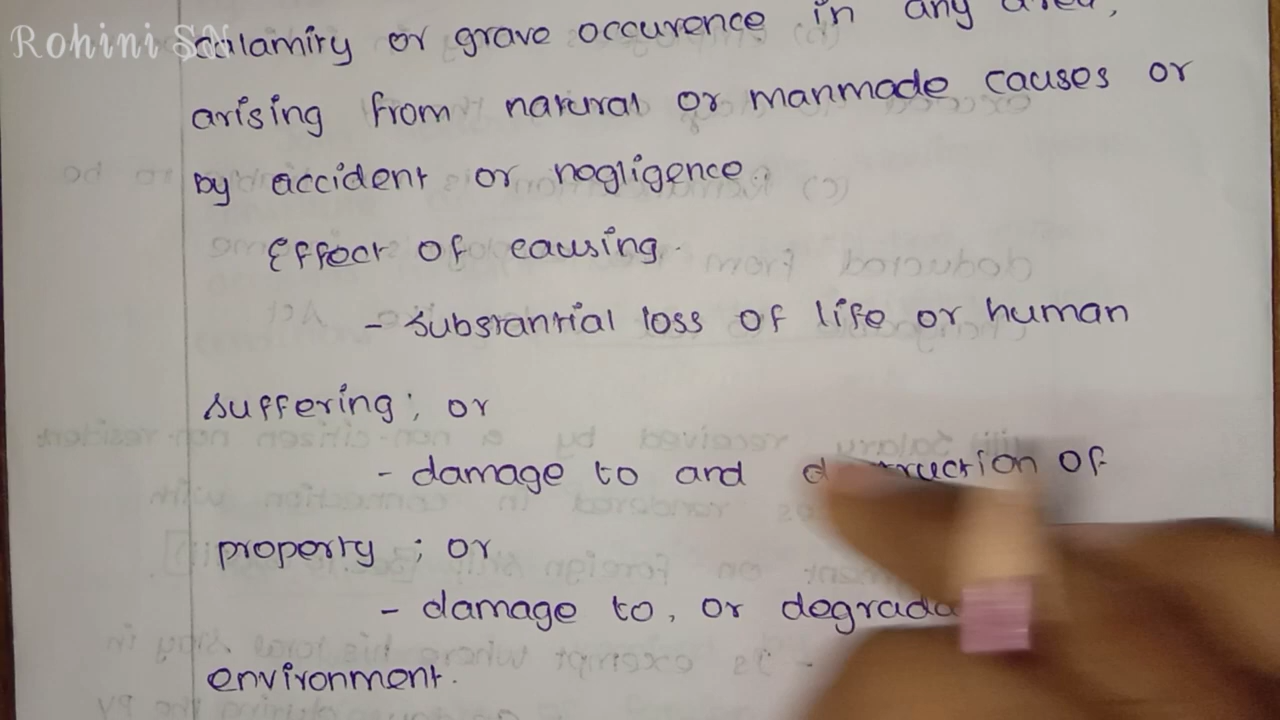 Rohini SN
calamity or grave occurence in any area,
arising from natural or manmade causes or
by accident or negligence.
Effect of causing.
- substantial loss of life or human
suffering; or
- damage to and of
property ; or
- damage to, or
environment.